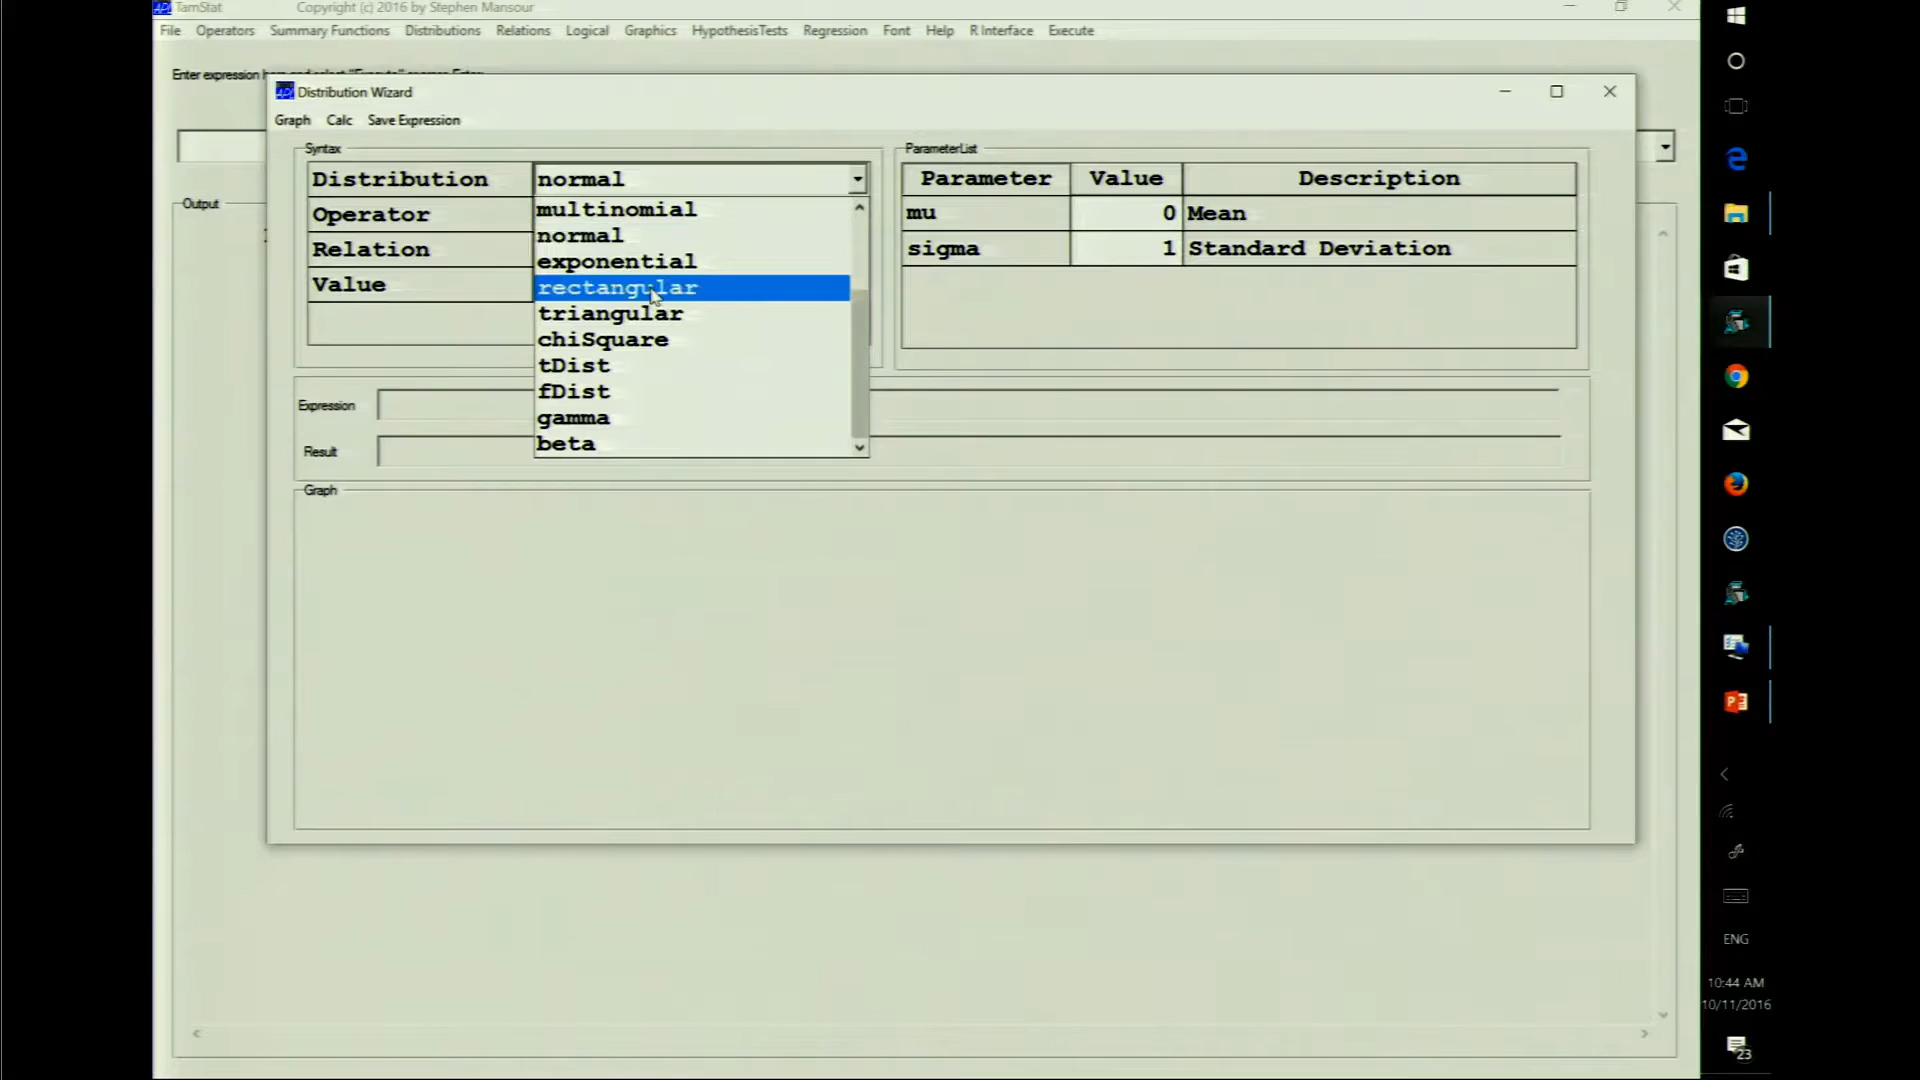 TamStat Copyright (c) 2016 by Stephen Mansour
File Operators Summary Functions Distributions Relations Logical Graphics HypothesisTests Regression Font Help R Interface Execute
Enter expression
Distribution Wizard
Graph Calc Save Expression
Syntax
Distribution normal
Operator
Relation
Value
multinomial
normal
exponential
rectangular
triangular
chiSquare
tDist
fDist
gamma
beta
ParameterList
Parameter Value Description
mu 0 Mean
sigma 1 Standard Deviation
Output
Expression
Result
Graph
ENG
10:44 AM
10/11/2016
23